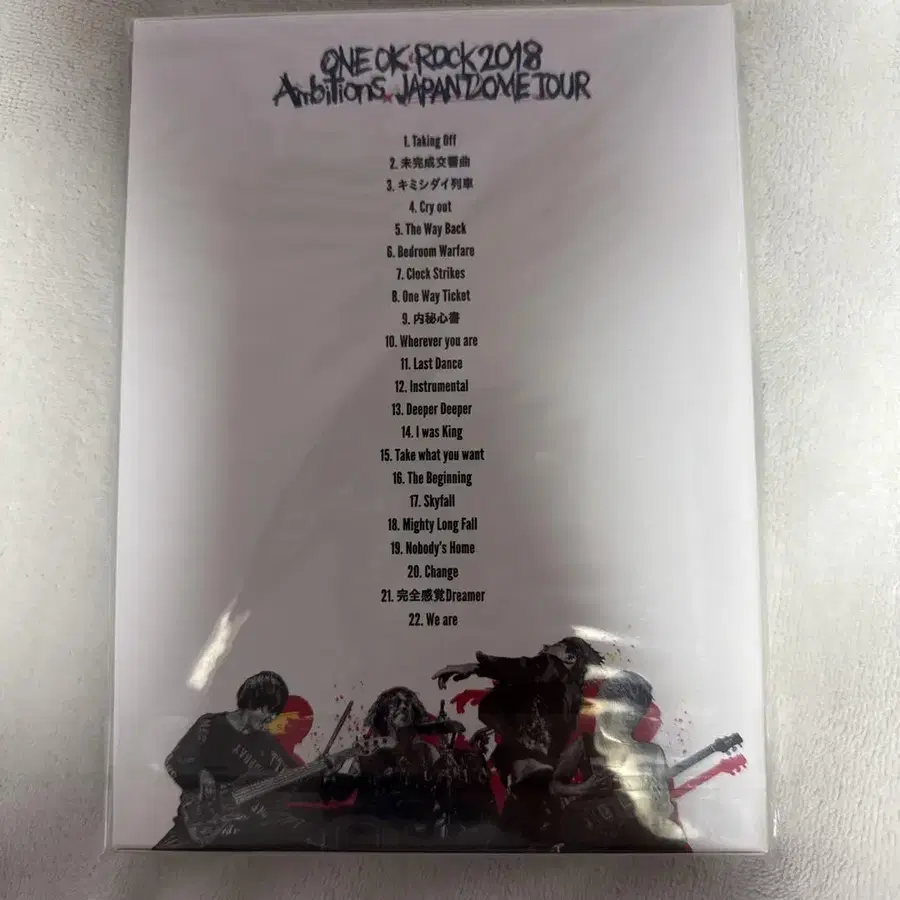 ONE OK ROCK 2018
Ambitions JAPAN DOME TOUR
1. Taking Off
2. 未完成交響曲
3. キミシダイ列車
4. Cry out
5. The Way Back
6. Bedroom Warfare
7. Clock Strikes
8. One Way Ticket
9. 内秘心書
10. Wherever you are
11. Last Dance
12. Instrumental
13. Deeper Deeper
14. I was King
15. Take what you want
16. The Beginning
17. Skyfall
18. Mighty Long Fall
19. Nobody's Home
20. Change
21. 完全感覚Dreamer
22. We are